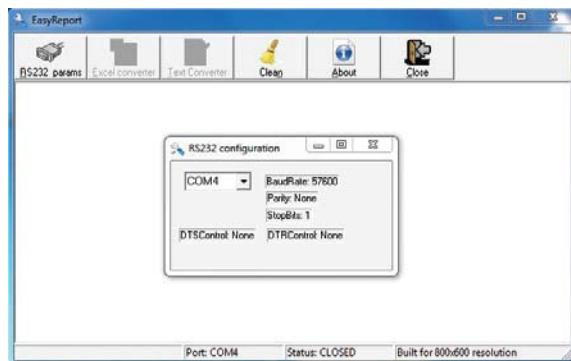 EasyReport
RS232 params Excel converter Text Converter Clean About Close
RS232 configuration
COM4 BaudRate: 57600
Parity: None
StopBits: 1
DTSControl: None DTRControl: None
Port: COM4 Status: CLOSED Built for 800x600 resolution